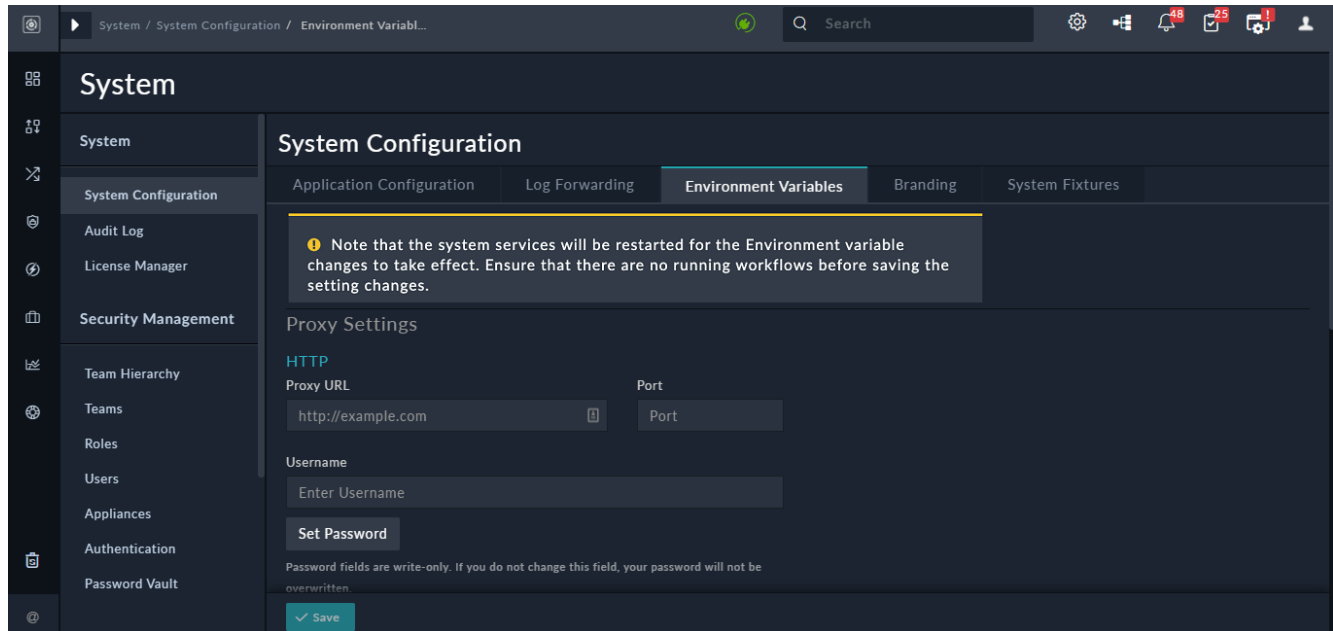 System / System Configuration / Environment Variabl...
Search
48
25
!
System
System
System Configuration
Audit Log
License Manager
Security Management
Team Hierarchy
Teams
Roles
Users
Appliances
Authentication
Password Vault
@
System Configuration
Application Configuration
Log Forwarding
Environment Variables
Branding
System Fixtures
Note that the system services will be restarted for the Environment variable
changes to take effect. Ensure that there are no running workflows before saving the
setting changes.
Proxy Settings
HTTP
Proxy URL
Port
http://example.com
Port
Username
Enter Username
Set Password
Password fields are write-only. If you do not change this field, your password will not be
overwritten.
Save